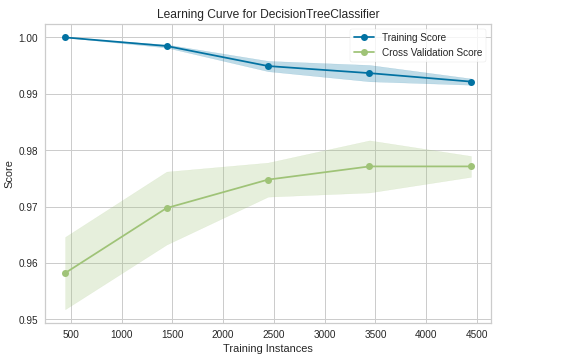 Learning Curve for DecisionTreeClassifier
Training Score
Cross Validation Score
Score
1.00
0.99
0.98
0.97
0.96
0.95
500 1000 1500 2000 2500 3000 3500 4000 4500
Training Instances